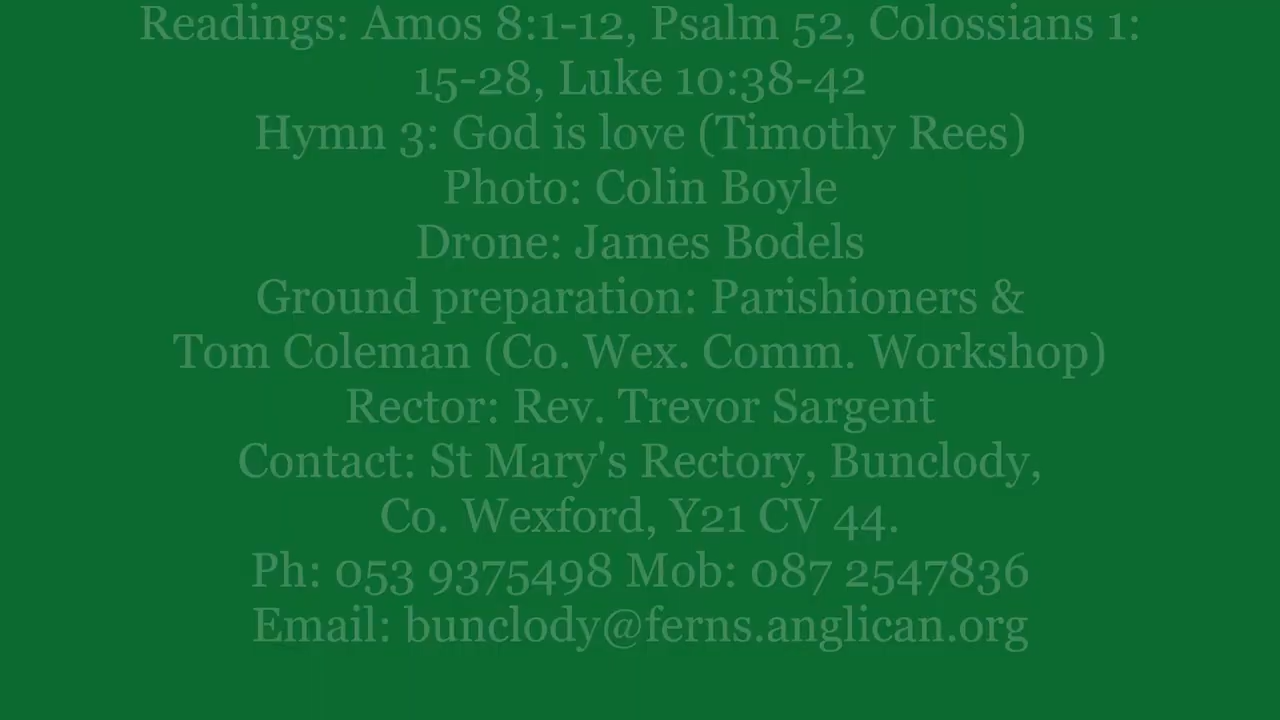 Readings: Amos 8:1-12, Psalm 52, Colossians 1:
15-28, Luke 10:38-42
Hymn 3: God is love (Timothy Rees)
Photo: Colin Boyle
Drone: James Bodels
Ground preparation: Parishioners &
Tom Coleman (Co. Wex. Comm. Workshop)
Rector: Rev. Trevor Sargent
Contact: St Mary's Rectory, Bunclody,
Co. Wexford, Y21 CV 44.
Ph: 053 9375498 Mob: 087 2547836
Email: bunclody@ferns.anglican.org